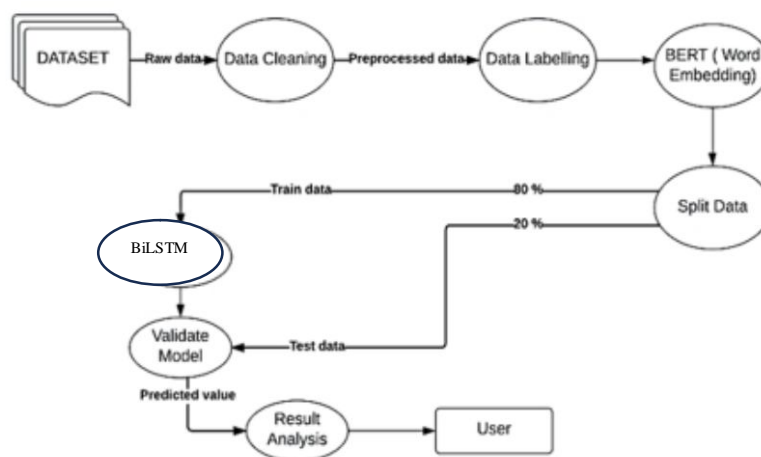 DATASET
Raw data
Data Cleaning
Preprocessed data
Data Labelling
BERT ( Word
Embedding)
Train data
80 %
Split Data
20 %
BiLSTM
Validate
Model
Test data
Predicted value
Result
Analysis
User